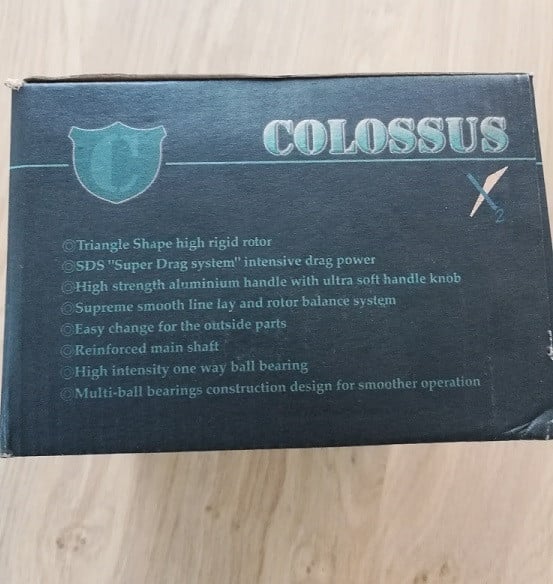 C
COLOSSUS
X2
◎Triangle Shape high rigid rotor
◎SDS "Super Drag system" intensive drag power
◎High strength aluminium handle with ultra soft handle knob
◎Supreme smooth line lay and rotor balance system
◎Easy change for the outside parts
◎Reinforced main shaft
◎High intensity one way ball bearing
◎Multi-ball bearings construction design for smoother operation